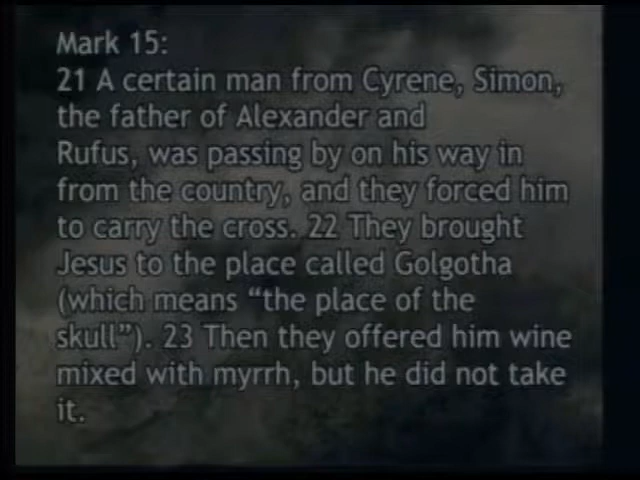 Mark 15:
21 A certain man from Cyrene, Simon,
the father of Alexander and
Rufus, was passing by on his way in
from the country, and they forced him
to carry the cross. 22 They brought
Jesus to the place called Golgotha
(which means “the place of the
skull”). 23 Then they offered him wine
mixed with myrrh, but he did not take
it.